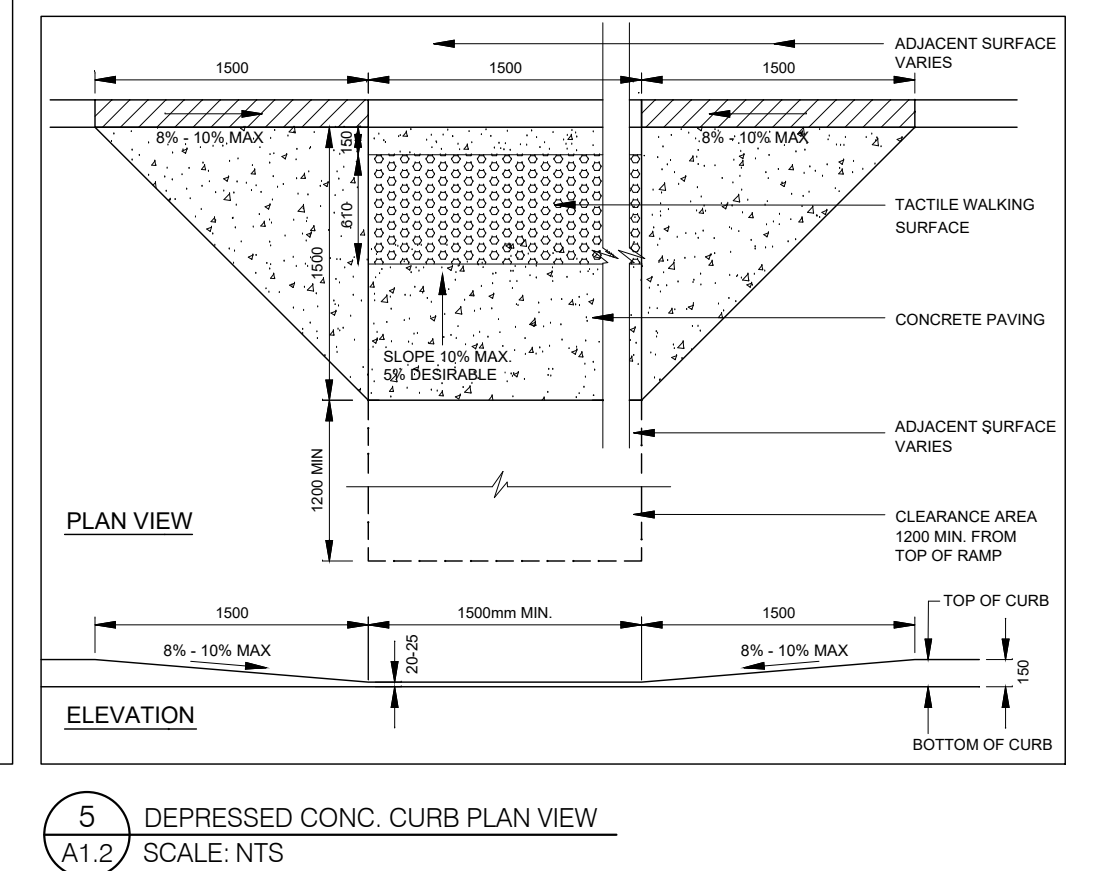 ADJACENT SURFACE
VARIES
1500
1500
1500
8% - 10% MAX
8% - 10% MAX
150
610
1500
TACTILE WALKING
SURFACE
CONCRETE PAVING
SLOPE 10% MAX.
5% DESIRABLE
ADJACENT SURFACE
VARIES
1200 MIN
CLEARANCE AREA
1200 MIN. FROM
TOP OF RAMP
PLAN VIEW
1500
1500mm MIN.
1500
TOP OF CURB
8% - 10% MAX
20-25
8% - 10% MAX
150
ELEVATION
BOTTOM OF CURB
5
DEPRESSED CONC. CURB PLAN VIEW
A1.2
SCALE: NTS